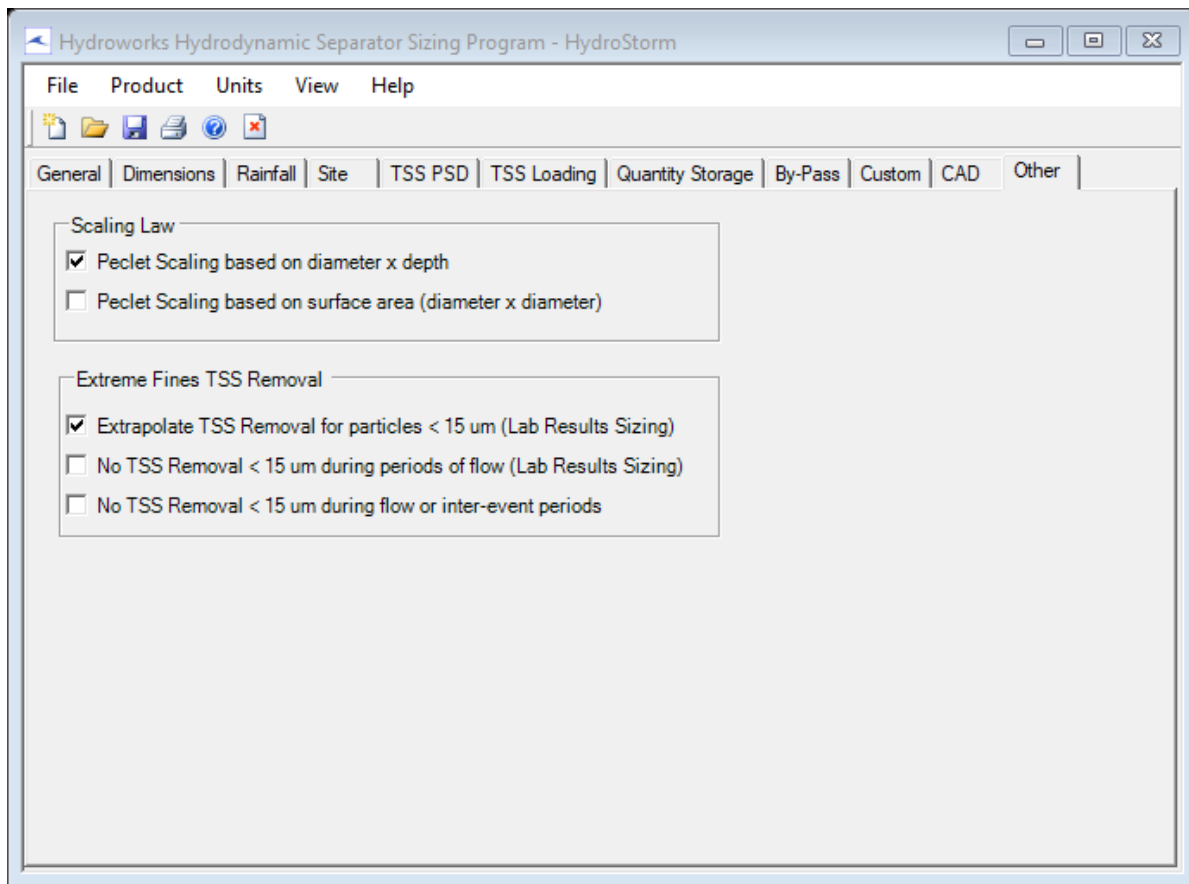 Hydroworks Hydrodynamic Separator Sizing Program - HydroStorm
File Product Units View Help
General Dimensions Rainfall Site TSS PSD TSS Loading Quantity Storage By-Pass Custom CAD Other
Scaling Law
Peclet Scaling based on diameter x depth
Peclet Scaling based on surface area (diameter x diameter)
Extreme Fines TSS Removal
Extrapolate TSS Removal for particles < 15 um (Lab Results Sizing)
No TSS Removal < 15 um during periods of flow (Lab Results Sizing)
No TSS Removal < 15 um during flow or inter-event periods